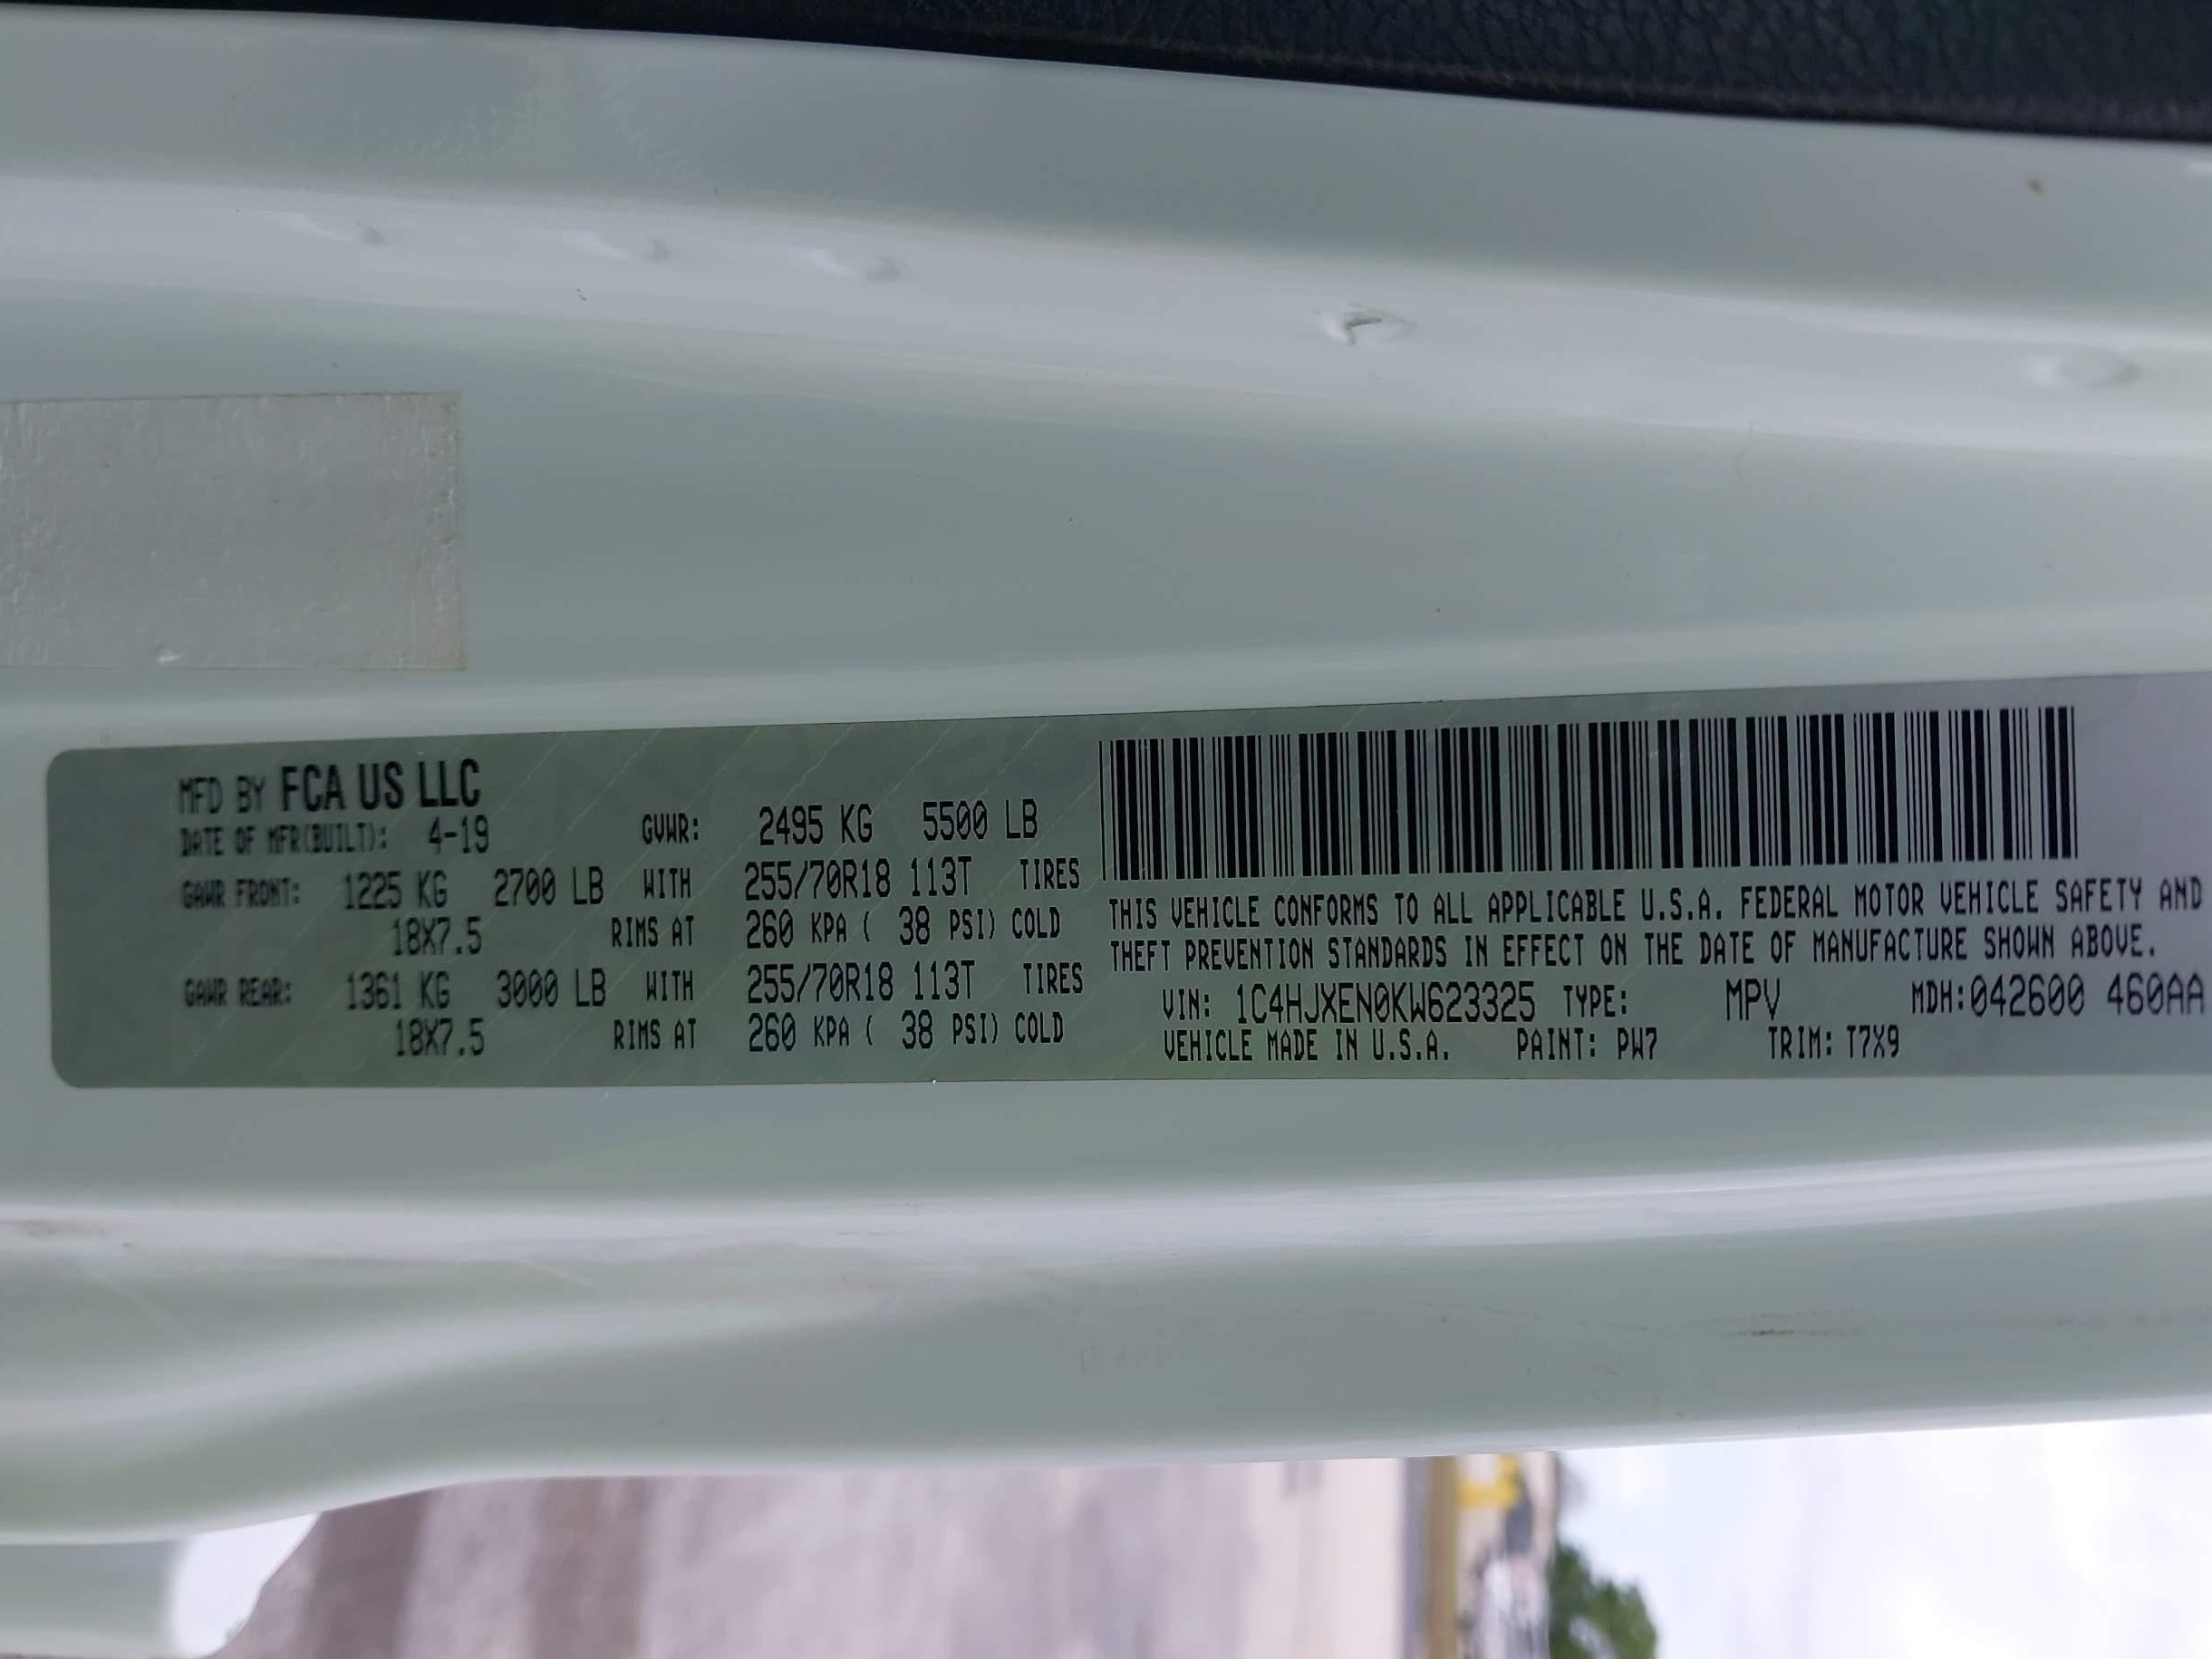 MFD BY FCA US LLC
DATE OF MFR(BUILT): 4-19 GVWR: 2495 KG 5500 LB
GAWR FRONT: 1225 KG 2700 LB WITH 255/70R18 113T TIRES
18X7.5 RIMS AT 260 KPA ( 38 PSI) COLD
GAWR REAR: 1361 KG 3000 LB WITH 255/70R18 113T TIRES
18X7.5 RIMS AT 260 KPA ( 38 PSI) COLD
THIS VEHICLE CONFORMS TO ALL APPLICABLE U.S.A. FEDERAL MOTOR VEHICLE SAFETY AND
THEFT PREVENTION STANDARDS IN EFFECT ON THE DATE OF MANUFACTURE SHOWN ABOVE.
VIN: 1C4HJXEN0KW623325 TYPE: MPV MDH:042600 460AA
VEHICLE MADE IN U.S.A. PAINT: PW7 TRIM: T7X9